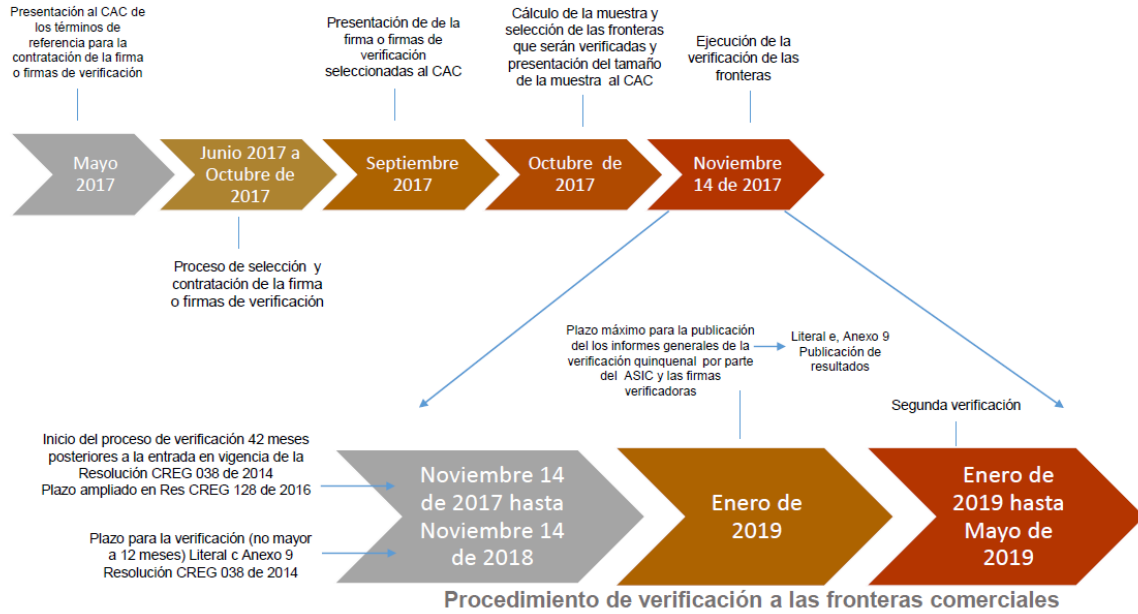 Presentación al CAC de
los términos de
referencia para la
contratación de la firma
o firmas de verificación
Presentación de de la
firma o firmas de
verificación
seleccionadas al CAC
Cálculo de la muestra y
selección de las fronteras
que serán verificadas y
presentación del tamaño
de la muestra al CAC
Ejecución de la
verificación de las
fronteras
Mayo
2017
Junio 2017 a
Octubre de
2017
Septiembre
2017
Octubre de
2017
Noviembre
14 de 2017
Proceso de selección y
contratación de la firma
o firmas de verificación
Plazo máximo para la publicación
del los informes generales de la
verificación quinquenal por parte
del ASIC y las firmas
verificadoras
Literal e, Anexo 9
Publicación de
resultados
Segunda verificación
Inicio del proceso de verificación 42 meses
posteriores a la entrada en vigencia de la
Resolución CREG 038 de 2014
Plazo ampliado en Res CREG 128 de 2016
Plazo para la verificación (no mayor
a 12 meses) Literal c Anexo 9
Resolución CREG 038 de 2014
Noviembre 14
de 2017 hasta
Noviembre 14
de 2018
Enero de
2019
Enero de
2019 hasta
Mayo de
2019
Procedimiento de verificación a las fronteras comerciales